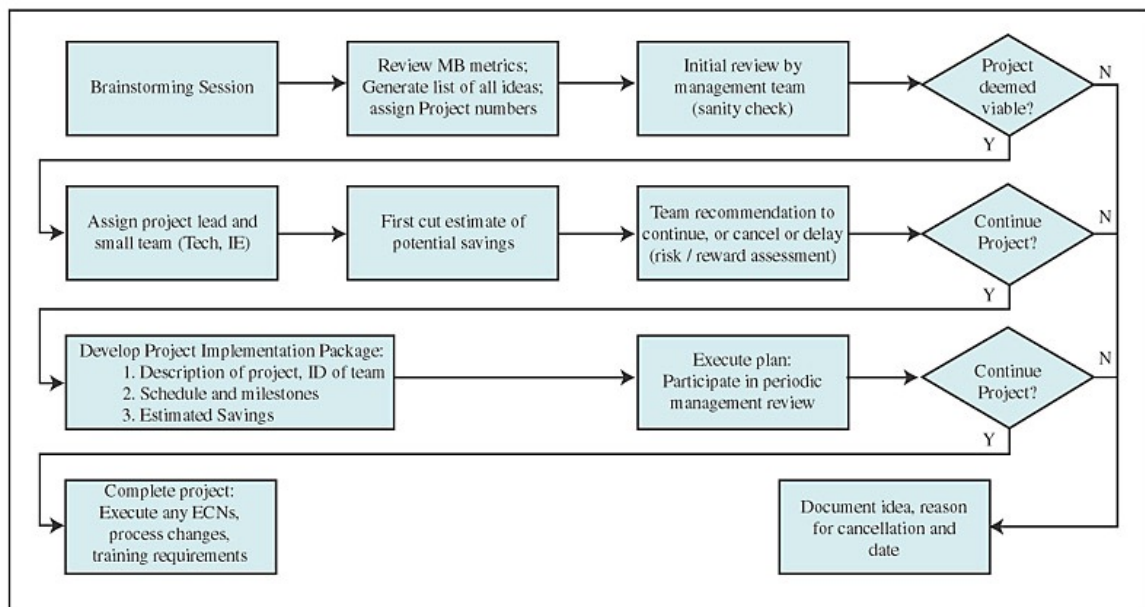 Brainstorming Session
Review MB metrics;
Generate list of all ideas;
assign Project numbers
Initial review by
management team
(sanity check)
Project
deemed
viable?
N
Y
Assign project lead and
small team (Tech, IE)
First cut estimate of
potential savings
Team recommendation to
continue, or cancel or delay
(risk / reward assessment)
Continue
Project?
N
Y
Develop Project Implementation Package:
1. Description of project, ID of team
2. Schedule and milestones
3. Estimated Savings
Execute plan:
Participate in periodic
management review
Continue
Project?
N
Y
Complete project:
Execute any ECNs,
process changes,
training requirements
Document idea, reason
for cancellation and
date